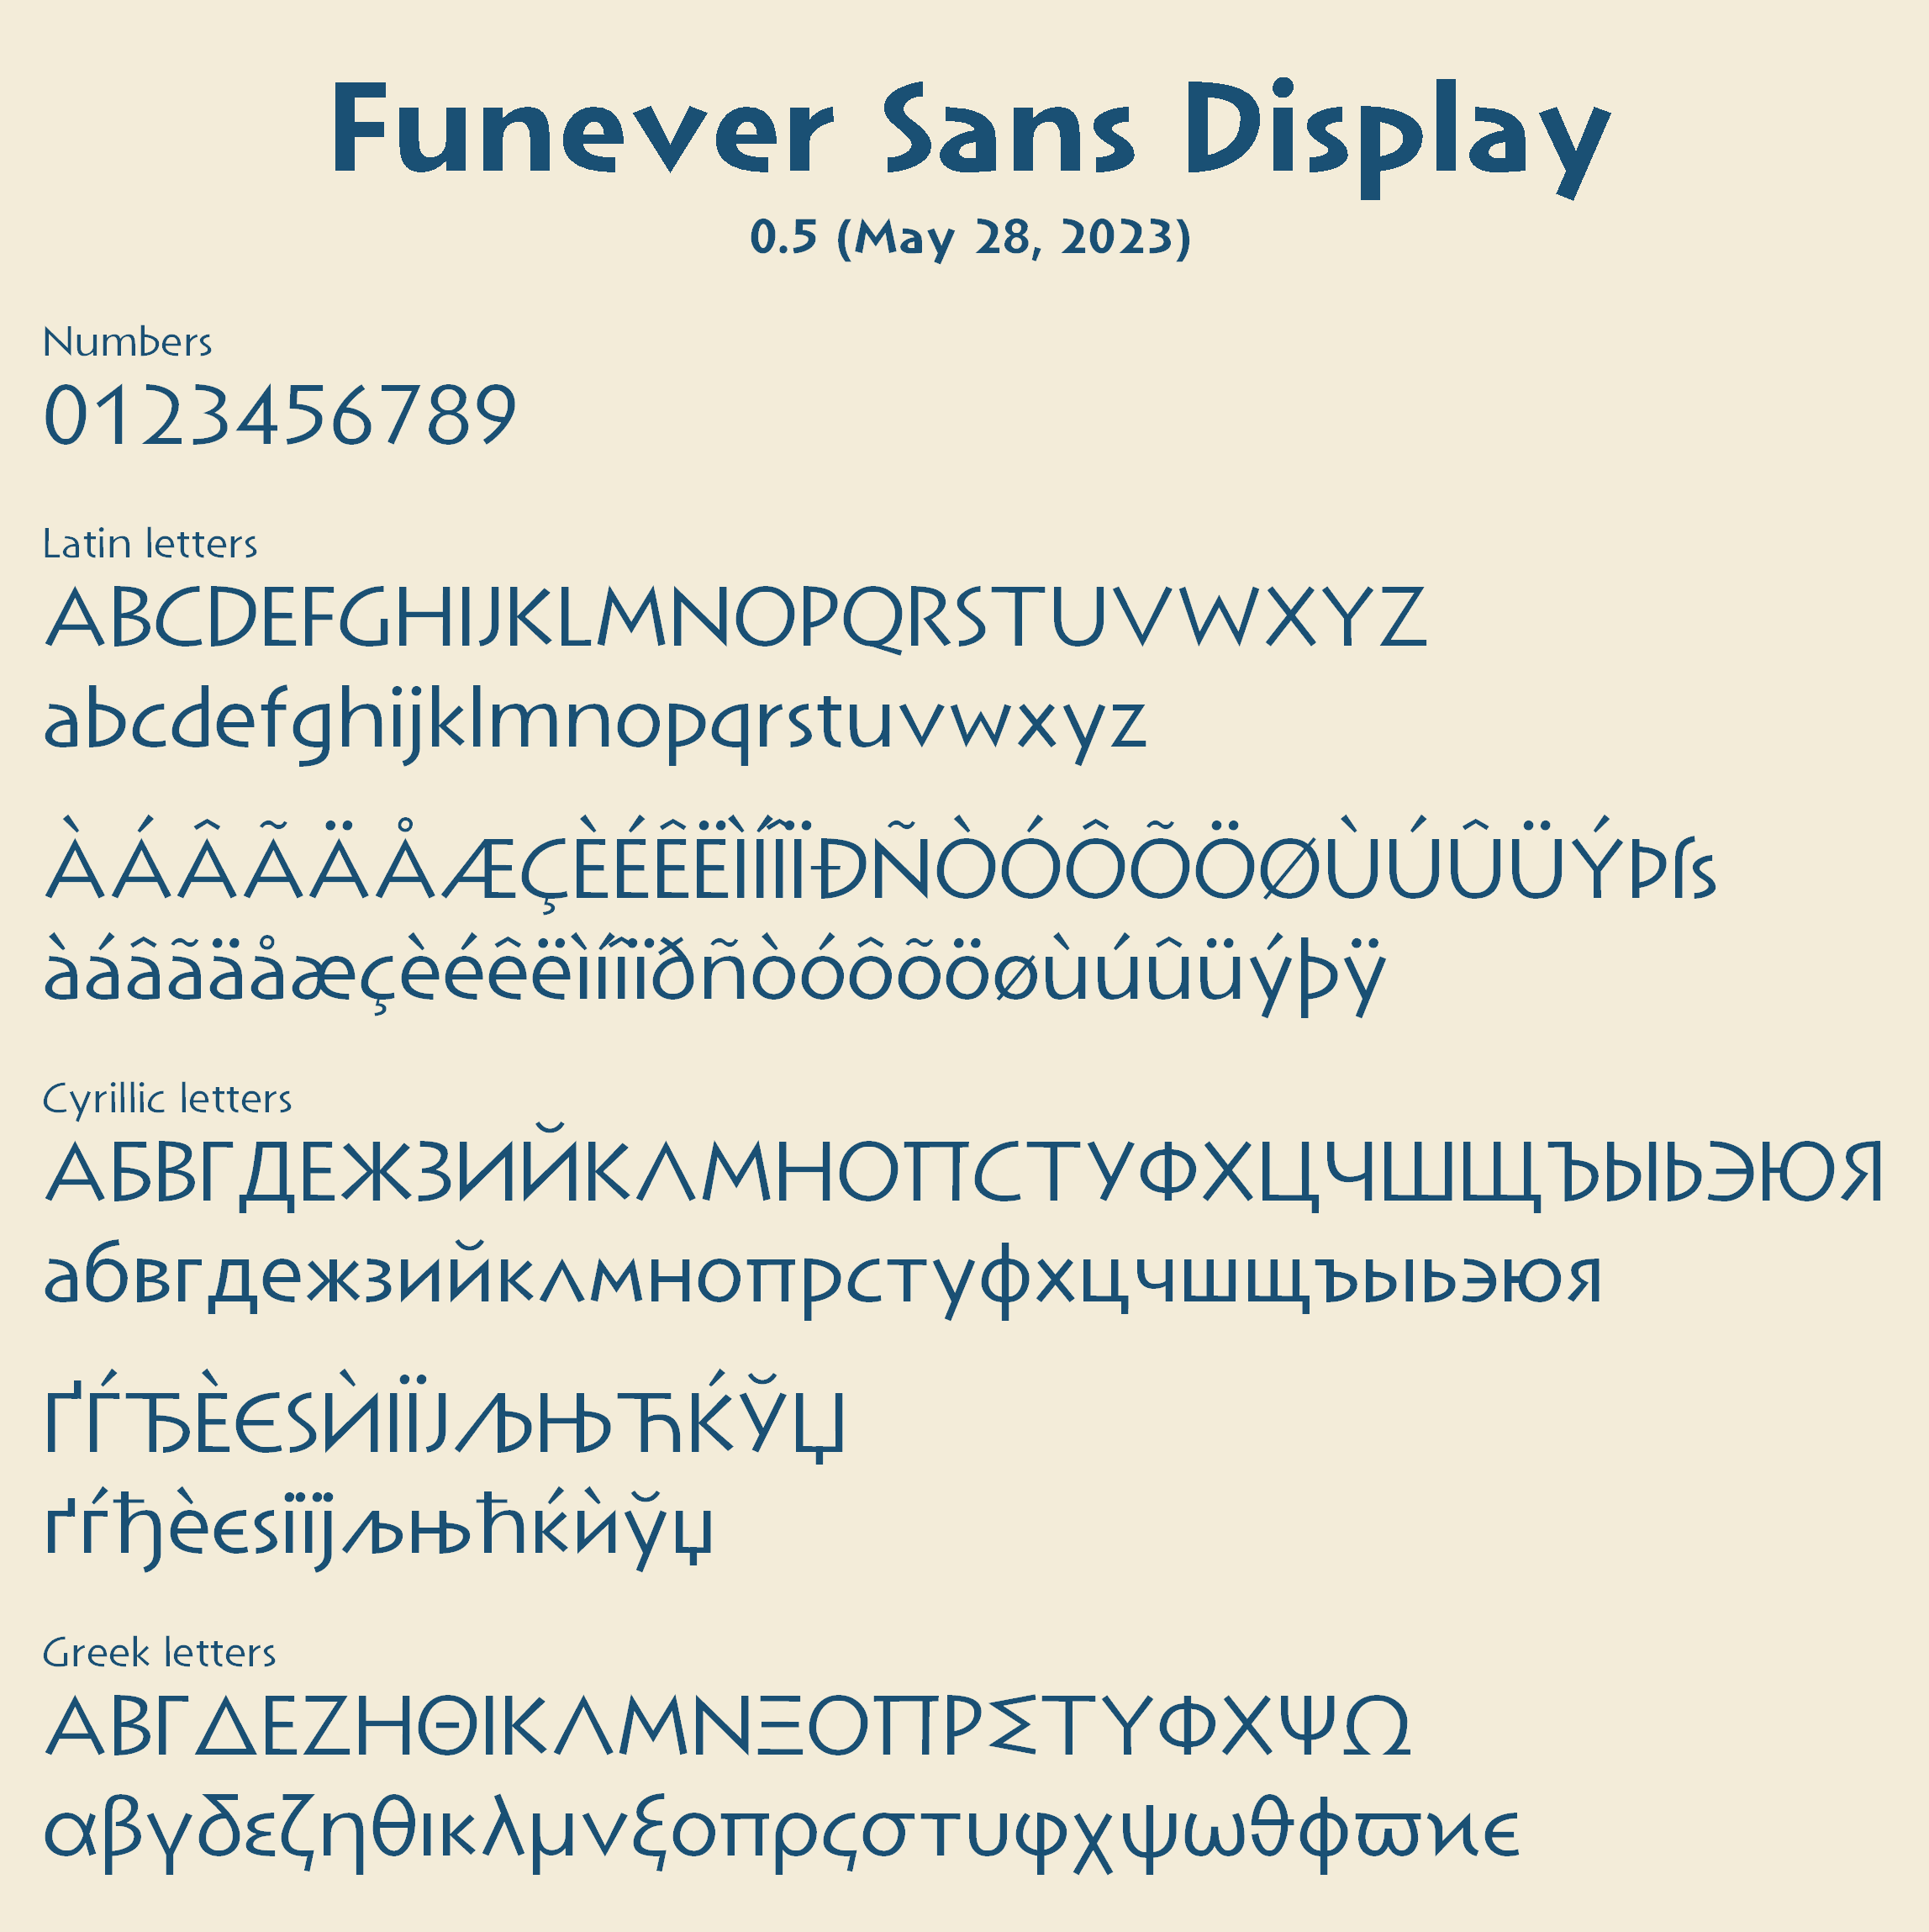 Funever Sans Display
0.5 (May 28, 2023)
Numbers
0123456789
Latin letters
ABCDEFGHIJKLMNOPQRSTUVWXYZ
abcdefghijklmnopqrstuvwxyz
ÀÁÂÃÄÅÆÇÈÉÊËÌÍÎÏÐÑÒÓÔÕÖØÙÚÛÜÝÞß
àáâãäåæçèéêëìíîïðñòóôõöøùúûüýþÿ
Cyrillic letters
АБВГДЕЖЗИЙКЛМНОПСТУФХЦЧШЩЪЫЬЭЮЯ
абвгдежзийклмнопрстуфхцчшщъыьэюя
ҐЃЂЀЄЅЍІЇЈЉЊЋЌЎЏ
ґѓђѐєѕіїјљњћќѝўџ
Greek letters
ΑΒΓΔΕΖΗΘΙΚΛΜΝΞΟΠΡΣΤΥΦΧΨΩ
αβγδεζηθικλμνξοπρςστυφχψωϑϕϖϰϵ